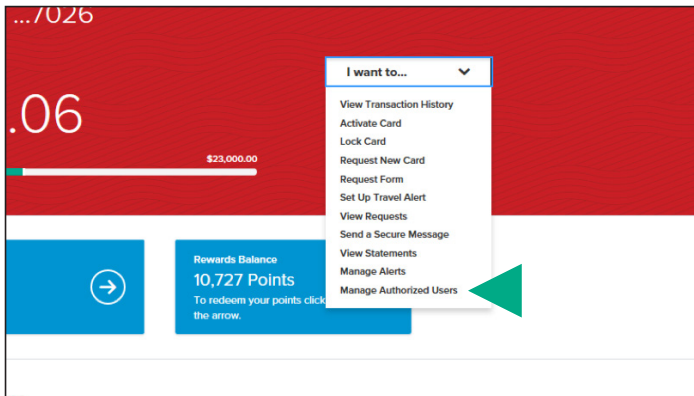 ...7026
.06
$23,000.00
I want to...
View Transaction History
Activate Card
Lock Card
Request New Card
Request Form
Set Up Travel Alert
View Requests
Send a Secure Message
View Statements
Manage Alerts
Manage Authorized Users
Rewards Balance
10,727 Points
To redeem your points click
the arrow.